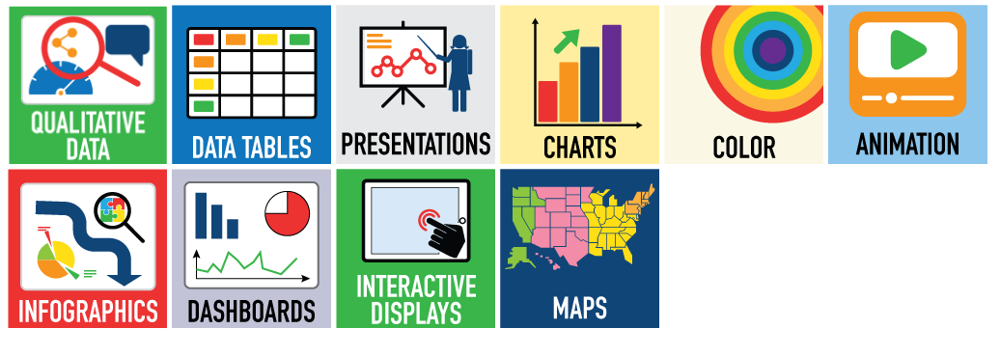 QUALITATIVE
DATA
DATA TABLES
PRESENTATIONS
CHARTS
COLOR
ANIMATION
INFOGRAPHICS
DASHBOARDS
INTERACTIVE
DISPLAYS
MAPS